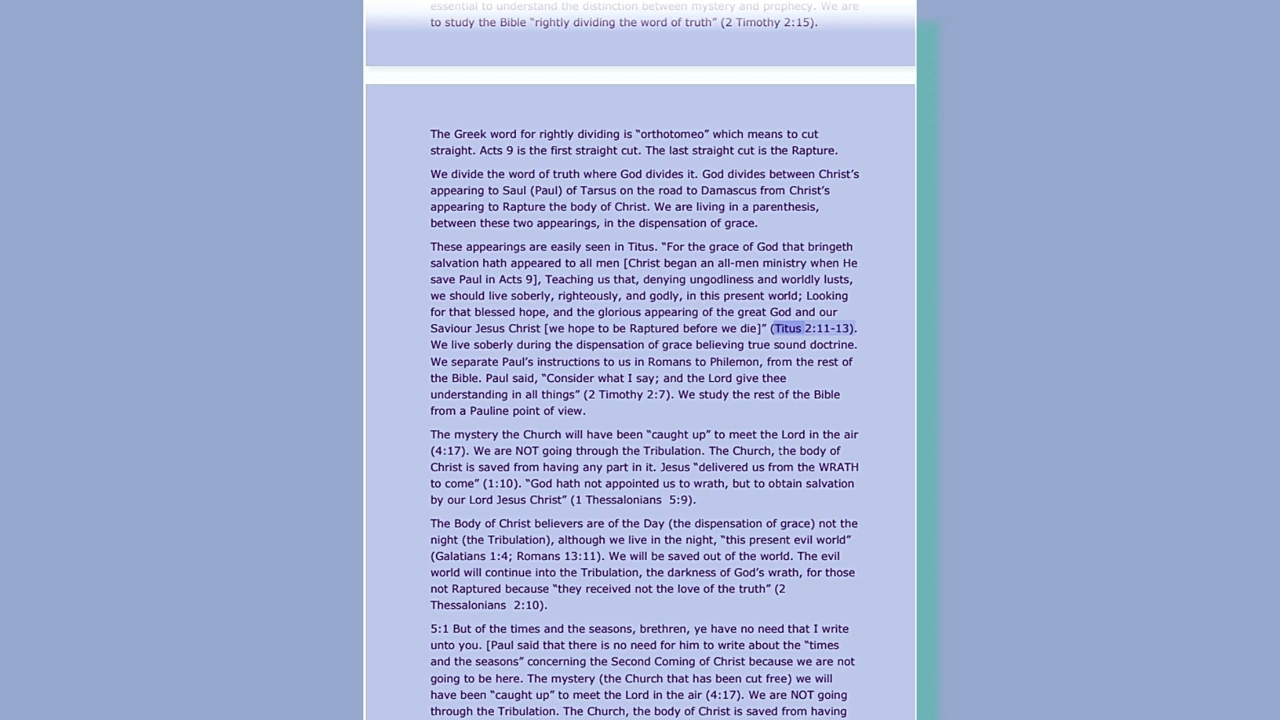 essential to understand the distinction between mystery and prophecy. We are
to study the Bible “rightly dividing the word of truth” (2 Timothy 2:15).
The Greek word for rightly dividing is “orthotomeo” which means to cut
straight. Acts 9 is the first straight cut. The last straight cut is the Rapture.
We divide the word of truth where God divides it. God divides between Christ’s
appearing to Saul (Paul) of Tarsus on the road to Damascus from Christ’s
appearing to Rapture the body of Christ. We are living in a parenthesis,
between these two appearings, in the dispensation of grace.
These appearings are easily seen in Titus. “For the grace of God that bringeth
salvation hath appeared to all men [Christ began an all-men ministry when He
save Paul in Acts 9], Teaching us that, denying ungodliness and worldly lusts,
we should live soberly, righteously, and godly, in this present world; Looking
for that blessed hope, and the glorious appearing of the great God and our
Saviour Jesus Christ [we hope to be Raptured before we die]” (Titus 2:11-13).
We live soberly during the dispensation of grace believing true sound doctrine.
We separate Paul’s instructions to us in Romans to Philemon, from the rest of
the Bible. Paul said, “Consider what I say; and the Lord give thee
understanding in all things” (2 Timothy 2:7). We study the rest of the Bible
from a Pauline point of view.
The mystery the Church will have been “caught up” to meet the Lord in the air
(4:17). We are NOT going through the Tribulation. The Church, the body of
Christ is saved from having any part in it. Jesus “delivered us from the WRATH
to come” (1:10). “God hath not appointed us to wrath, but to obtain salvation
by our Lord Jesus Christ” (1 Thessalonians 5:9).
The Body of Christ believers are of the Day (the dispensation of grace) not the
night (the Tribulation), although we live in the night, “this present evil world”
(Galatians 1:4; Romans 13:11). We will be saved out of the world. The evil
world will continue into the Tribulation, the darkness of God’s wrath, for those
not Raptured because “they received not the love of the truth” (2
Thessalonians 2:10).
5:1 But of the times and the seasons, brethren, ye have no need that I write
unto you. [Paul said that there is no need for him to write about the “times
and the seasons” concerning the Second Coming of Christ because we are not
going to be here. The mystery (the Church that has been cut free) we will
have been “caught up” to meet the Lord in the air (4:17). We are NOT going
through the Tribulation. The Church, the body of Christ is saved from having